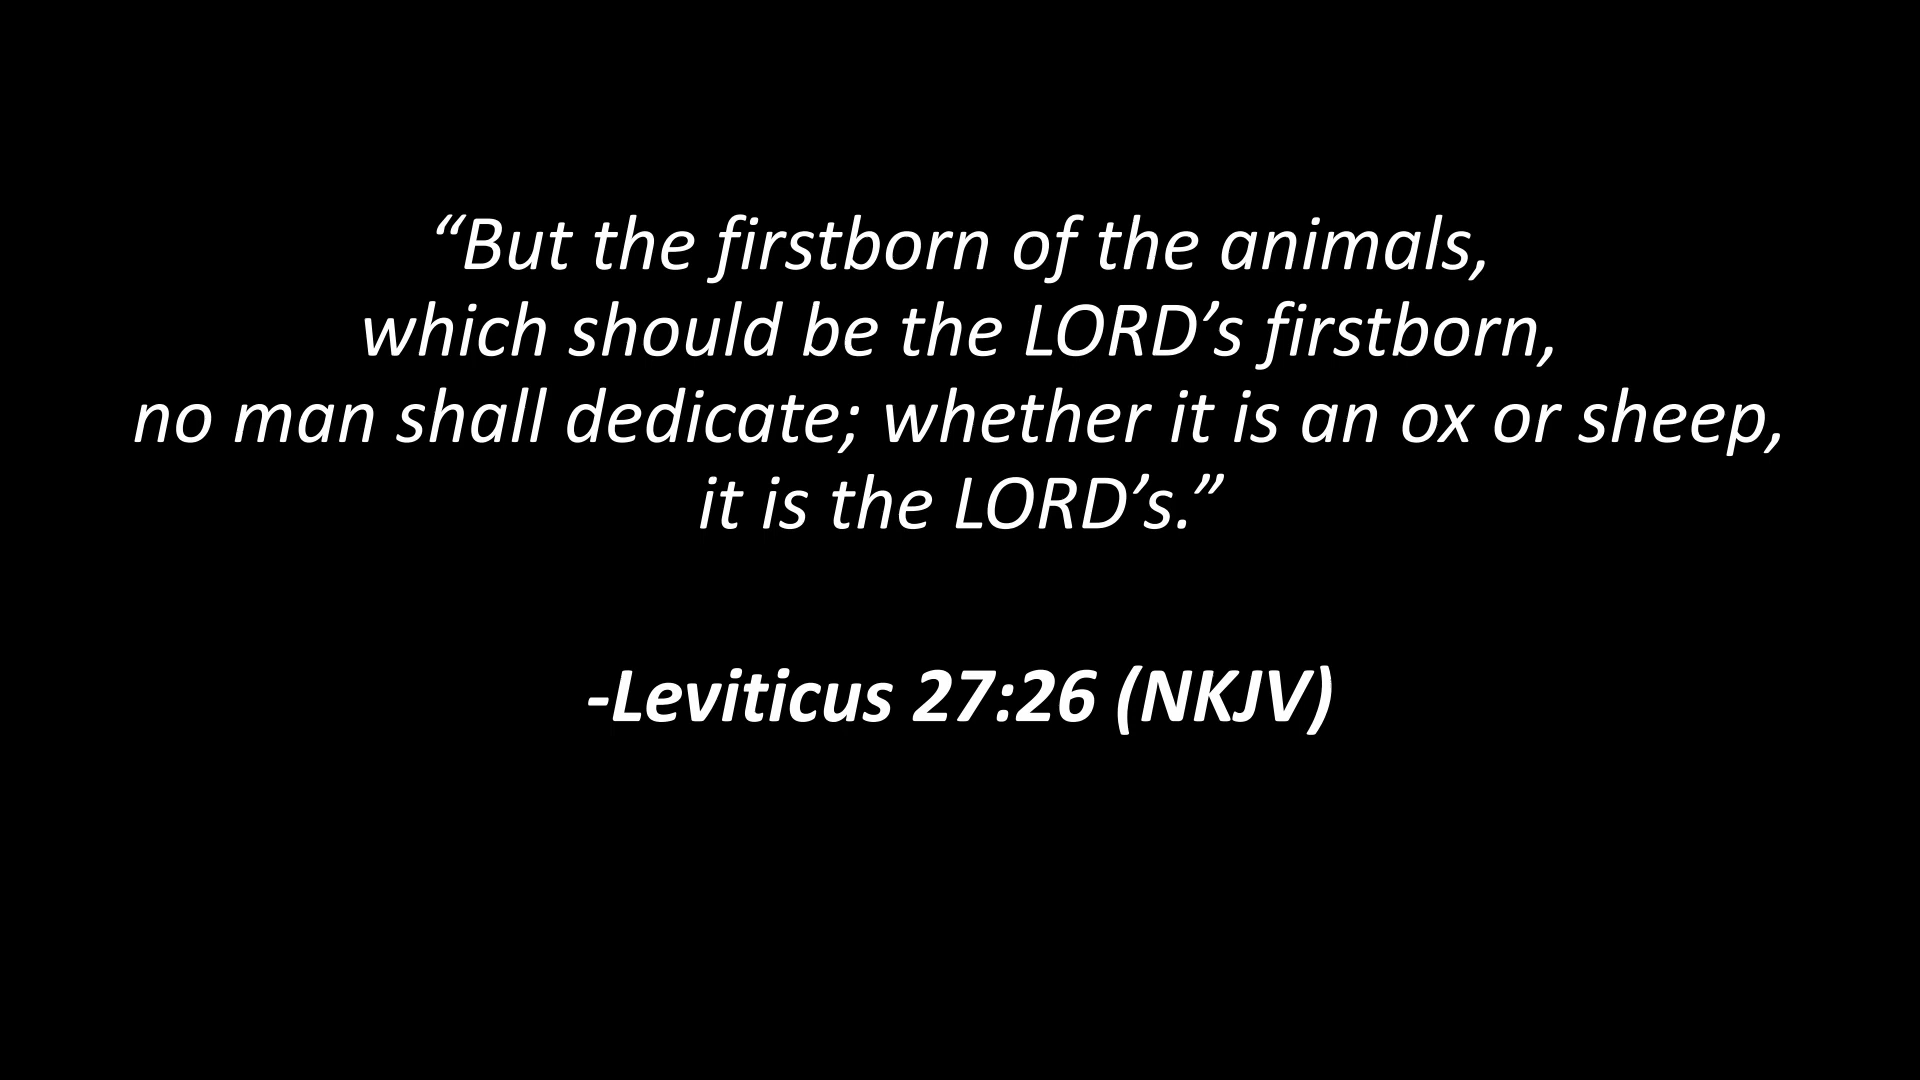 “But the firstborn of the animals,
which should be the LORD’s firstborn,
no man shall dedicate; whether it is an ox or sheep,
it is the LORD’s.”
-Leviticus 27:26 (NKJV)